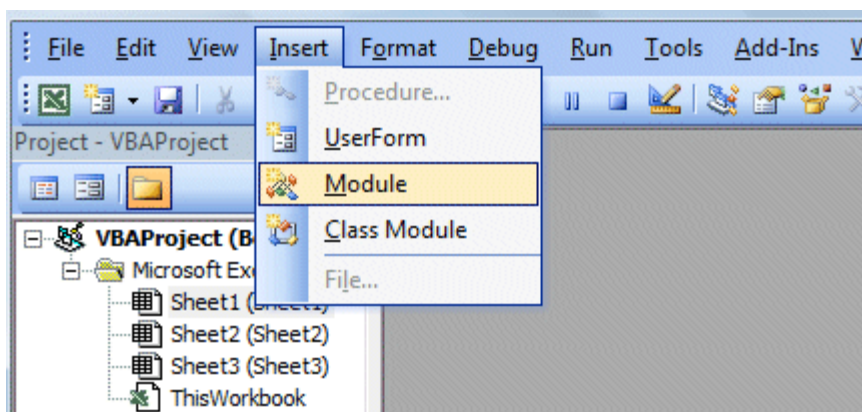 File Edit View Insert Format Debug Run Tools Add-Ins
Procedure...
UserForm
Project - VBAProject
Module
Class Module
VBAProject
File...
Microsoft
Sheet1
Sheet2 (Sheet2)
Sheet3 (Sheet3)
ThisWorkbook